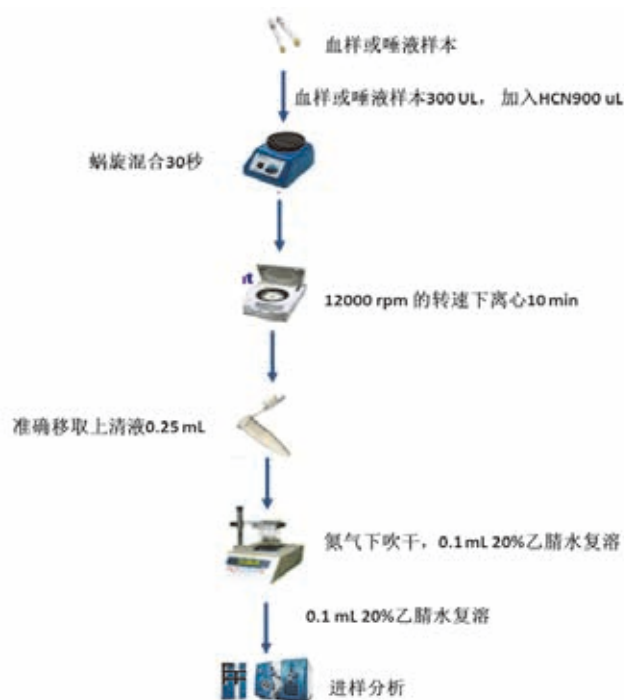 血样或唾液样本
血样或唾液样本300 UL， 加入HCN900 uL
蜗旋混合30秒
12000 rpm 的转速下离心10 min
准确移取上清液0.25 mL
氮气下吹干，0.1 mL 20%乙腈水复溶
0.1 mL 20%乙腈水复溶
进样分析